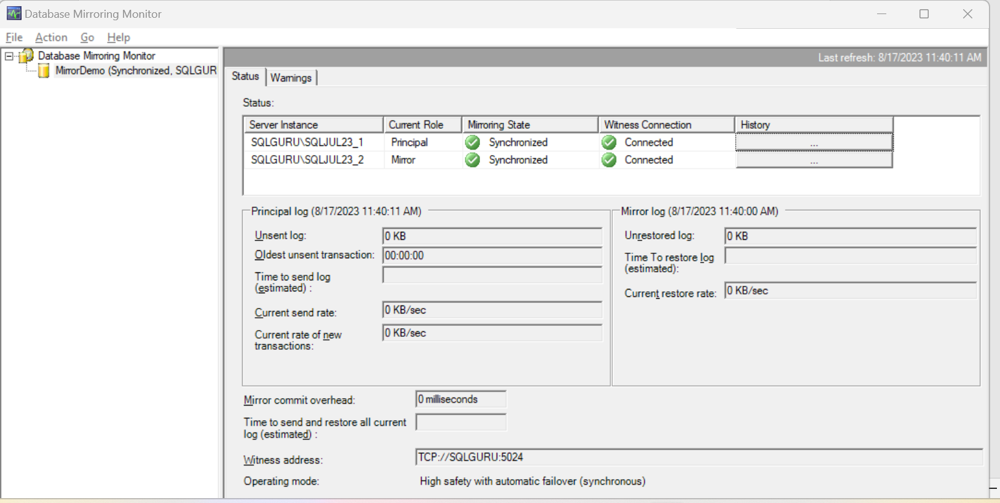 Database Mirroring Monitor
File Action Go Help
Database Mirroring Monitor
MirrorDemo (Synchronized, SQLGUR
Last refresh: 8/17/2023 11:40:11 AM
Status Warnings
Status:
Server Instance Current Role Mirroring State Witness Connection History
SQLGURU\SQLJUL23_1 Principal Synchronized Connected ...
SQLGURU\SQLJUL23_2 Mirror Synchronized Connected ...
Principal log (8/17/2023 11:40:11 AM)
Unsent log: 0 KB
Oldest unsent transaction: 00:00:00
Time to send log
(estimated) :
Current send rate: 0 KB/sec
Current rate of new 0 KB/sec
transactions:
Mirror log (8/17/2023 11:40:00 AM)
Unrestored log: 0 KB
Time To restore log
(estimated):
Current restore rate: 0 KB/sec
Mirror commit overhead: 0 milliseconds
Time to send and restore all current
log (estimated) :
Witness address: TCP://SQLGURU:5024
Operating mode: High safety with automatic failover (synchronous)